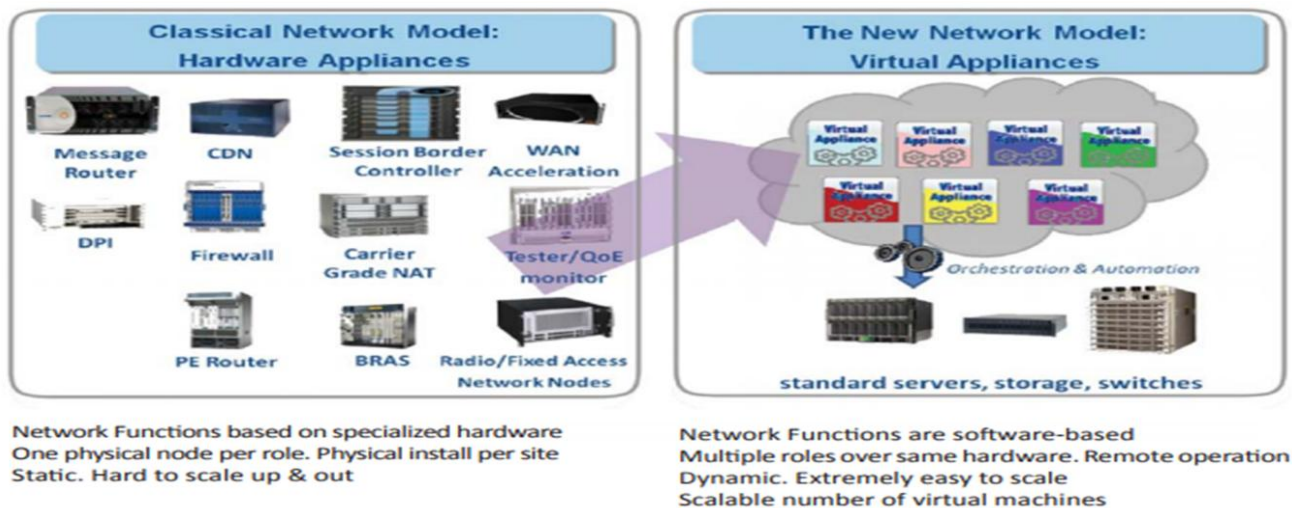 Classical Network Model:
Hardware Appliances
Message
Router
CDN
Session Border
Controller
WAN
Acceleration
DPI
Firewall
Carrier
Grade NAT
Tester/QoE
monitor
PE Router
BRAS
Radio/Fixed Access
Network Nodes
Network Functions based on specialized hardware
One physical node per role. Physical install per site
Static. Hard to scale up & out
The New Network Model:
Virtual Appliances
Virtual
Appliance
Virtual
Appliance
Virtual
Appliance
Virtual
Appliance
Virtual
Appliance
Virtual
Appliance
Virtual
Appliance
Orchestration & Automation
standard servers, storage, switches
Network Functions are software-based
Multiple roles over same hardware. Remote operation
Dynamic. Extremely easy to scale
Scalable number of virtual machines